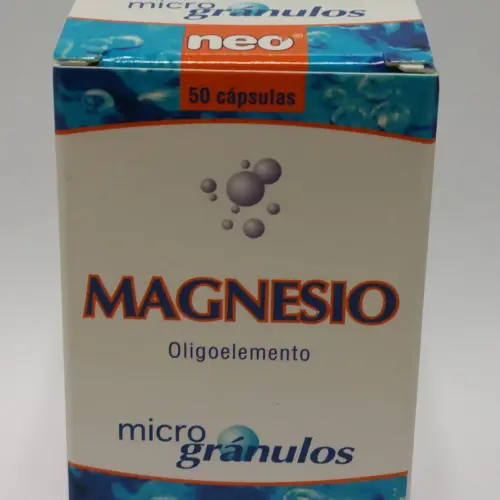 micro
gránulos
neo®
50 cápsulas
MAGNESIO
Oligoelemento
micro
gránulos